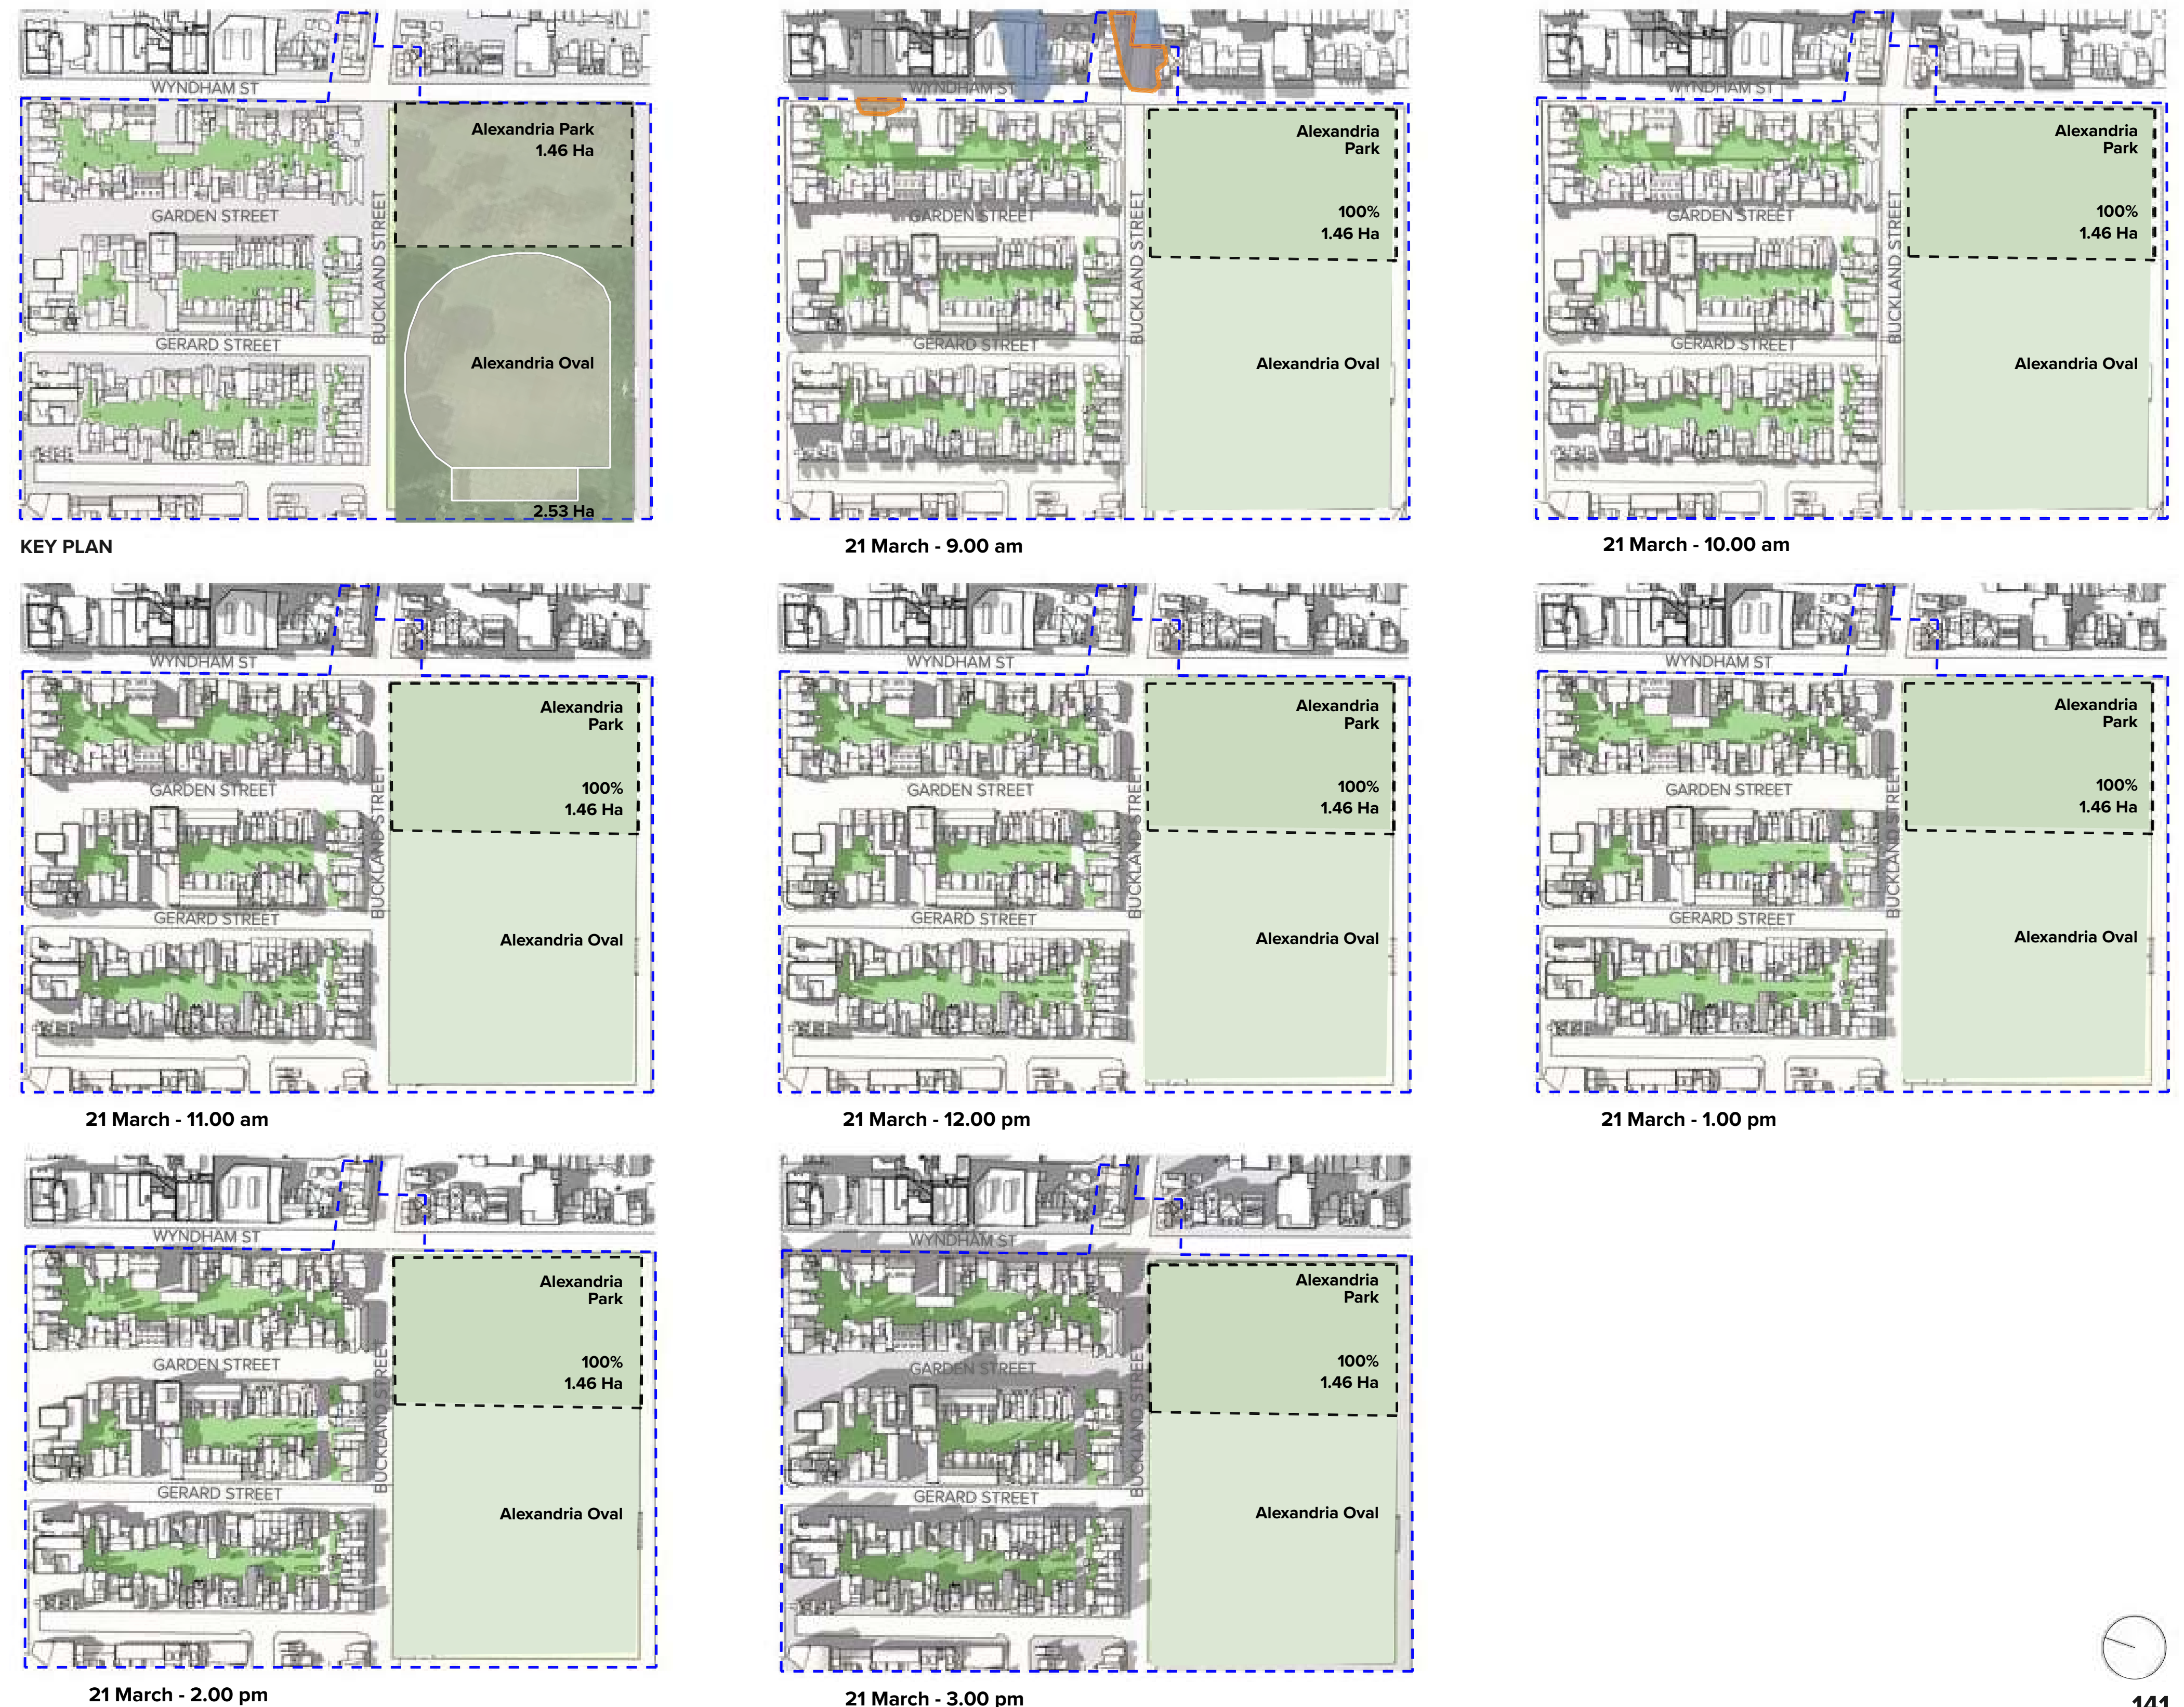 WYNDHAM ST
Alexandria Park
1.46 Ha
GARDEN STREET
BUCKLAND STREET
GERARD STREET
Alexandria Oval
2.53 Ha
KEY PLAN
WYNDHAM ST
Alexandria
Park
100%
1.46 Ha
GARDEN STREET
BUCKLAND STREET
GERARD STREET
Alexandria Oval
21 March - 9.00 am
WYNDHAM ST
Alexandria
Park
100%
1.46 Ha
GARDEN STREET
BUCKLAND STREET
GERARD STREET
Alexandria Oval
21 March - 10.00 am
WYNDHAM ST
Alexandria
Park
100%
1.46 Ha
GARDEN STREET
BUCKLAND STREET
GERARD STREET
Alexandria Oval
21 March - 11.00 am
WYNDHAM ST
Alexandria
Park
100%
1.46 Ha
GARDEN STREET
BUCKLAND STREET
GERARD STREET
Alexandria Oval
21 March - 12.00 pm
WYNDHAM ST
Alexandria
Park
100%
1.46 Ha
GARDEN STREET
BUCKLAND STREET
GERARD STREET
Alexandria Oval
21 March - 1.00 pm
WYNDHAM ST
Alexandria
Park
100%
1.46 Ha
GARDEN STREET
BUCKLAND STREET
GERARD STREET
Alexandria Oval
21 March - 2.00 pm
WYNDHAM ST
Alexandria
Park
100%
1.46 Ha
GARDEN STREET
BUCKLAND STREET
GERARD STREET
Alexandria Oval
21 March - 3.00 pm
141